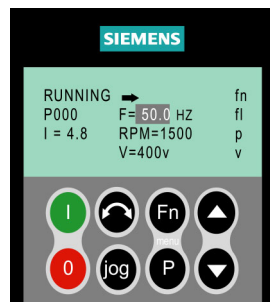 SIEMENS
RUNNING fn
P000 F= 50.0 HZ fl
I = 4.8 RPM=1500 p
V=400v v
I Fn
menu
0 jog P